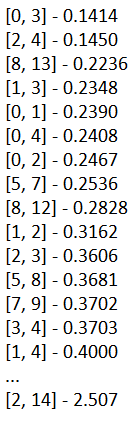 [0, 3] - 0.1414
[2, 4] - 0.1450
[8, 13] - 0.2236
[1, 3] - 0.2348
[0, 1] - 0.2390
[0, 4] - 0.2408
[0, 2] - 0.2467
[5, 7] - 0.2536
[8, 12] - 0.2828
[1, 2] - 0.3162
[2, 3] - 0.3606
[5, 8] - 0.3681
[7, 9] - 0.3702
[3, 4] - 0.3703
[1, 4] - 0.4000
...
[2, 14] - 2.507